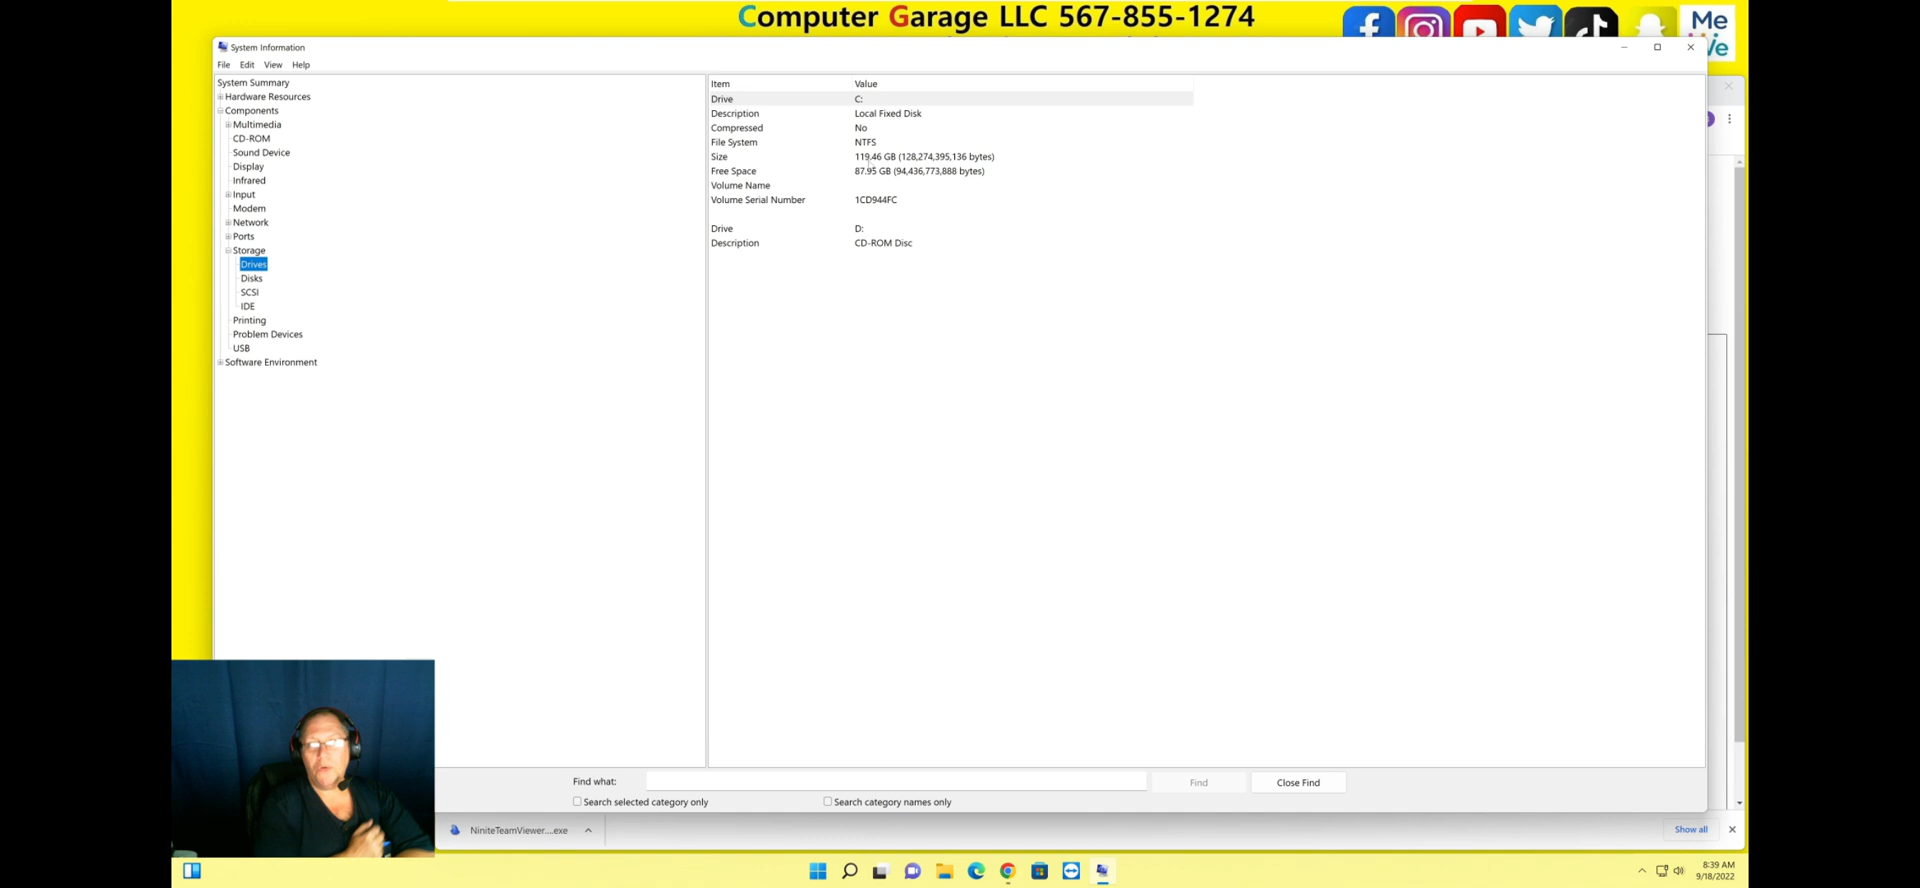 Computer Garage LLC 567-855-1274
Me
We
System Information
File Edit View Help
System Summary
Hardware Resources
Components
Multimedia
CD-ROM
Sound Device
Display
Infrared
Input
Modem
Network
Ports
Storage
Drives
Disks
SCSI
IDE
Printing
Problem Devices
USB
Software Environment
Item Value
Drive C:
Description Local Fixed Disk
Compressed No
File System NTFS
Size 119.46 GB (128,274,395,136 bytes)
Free Space 87.95 GB (94,436,773,888 bytes)
Volume Name
Volume Serial Number 1CD944FC
Drive D:
Description CD-ROM Disc
Find what: Find Close Find
Search selected category only Search category names only
NiniteTeamViewer....exe Show all
8:39 AM
9/18/2022